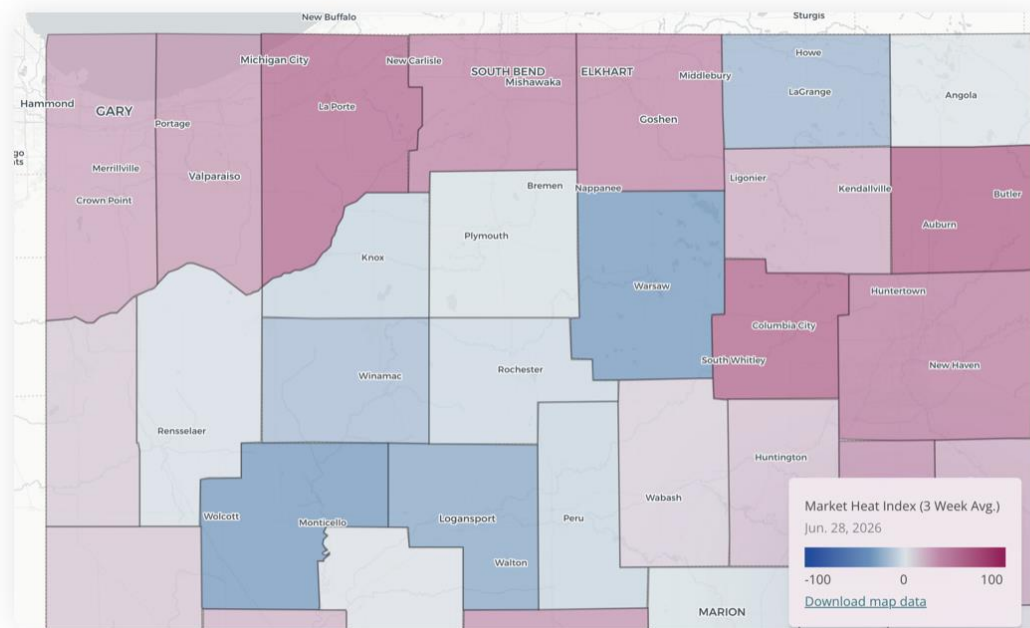 New Buffalo
Sturgis
Michigan City
New Carlisle
SOUTH BEND
Mishawaka
ELKHART
Middlebury
Howe
LaGrange
Angola
Hammond
GARY
Portage
La Porte
Goshen
go
its
Merrillville
Valparaiso
Crown Point
Bremen
Nappanee
Ligonier
Kendallville
Butler
Auburn
Plymouth
Knox
Warsaw
Huntertown
Columbia City
South Whitley
New Haven
Winamac
Rochester
Rensselaer
Huntington
Wabash
Wolcott
Monticello
Logansport
Peru
Walton
MARION
Market Heat Index (3 Week Avg.)
Jun. 28, 2026
-100 0 100
Download map data